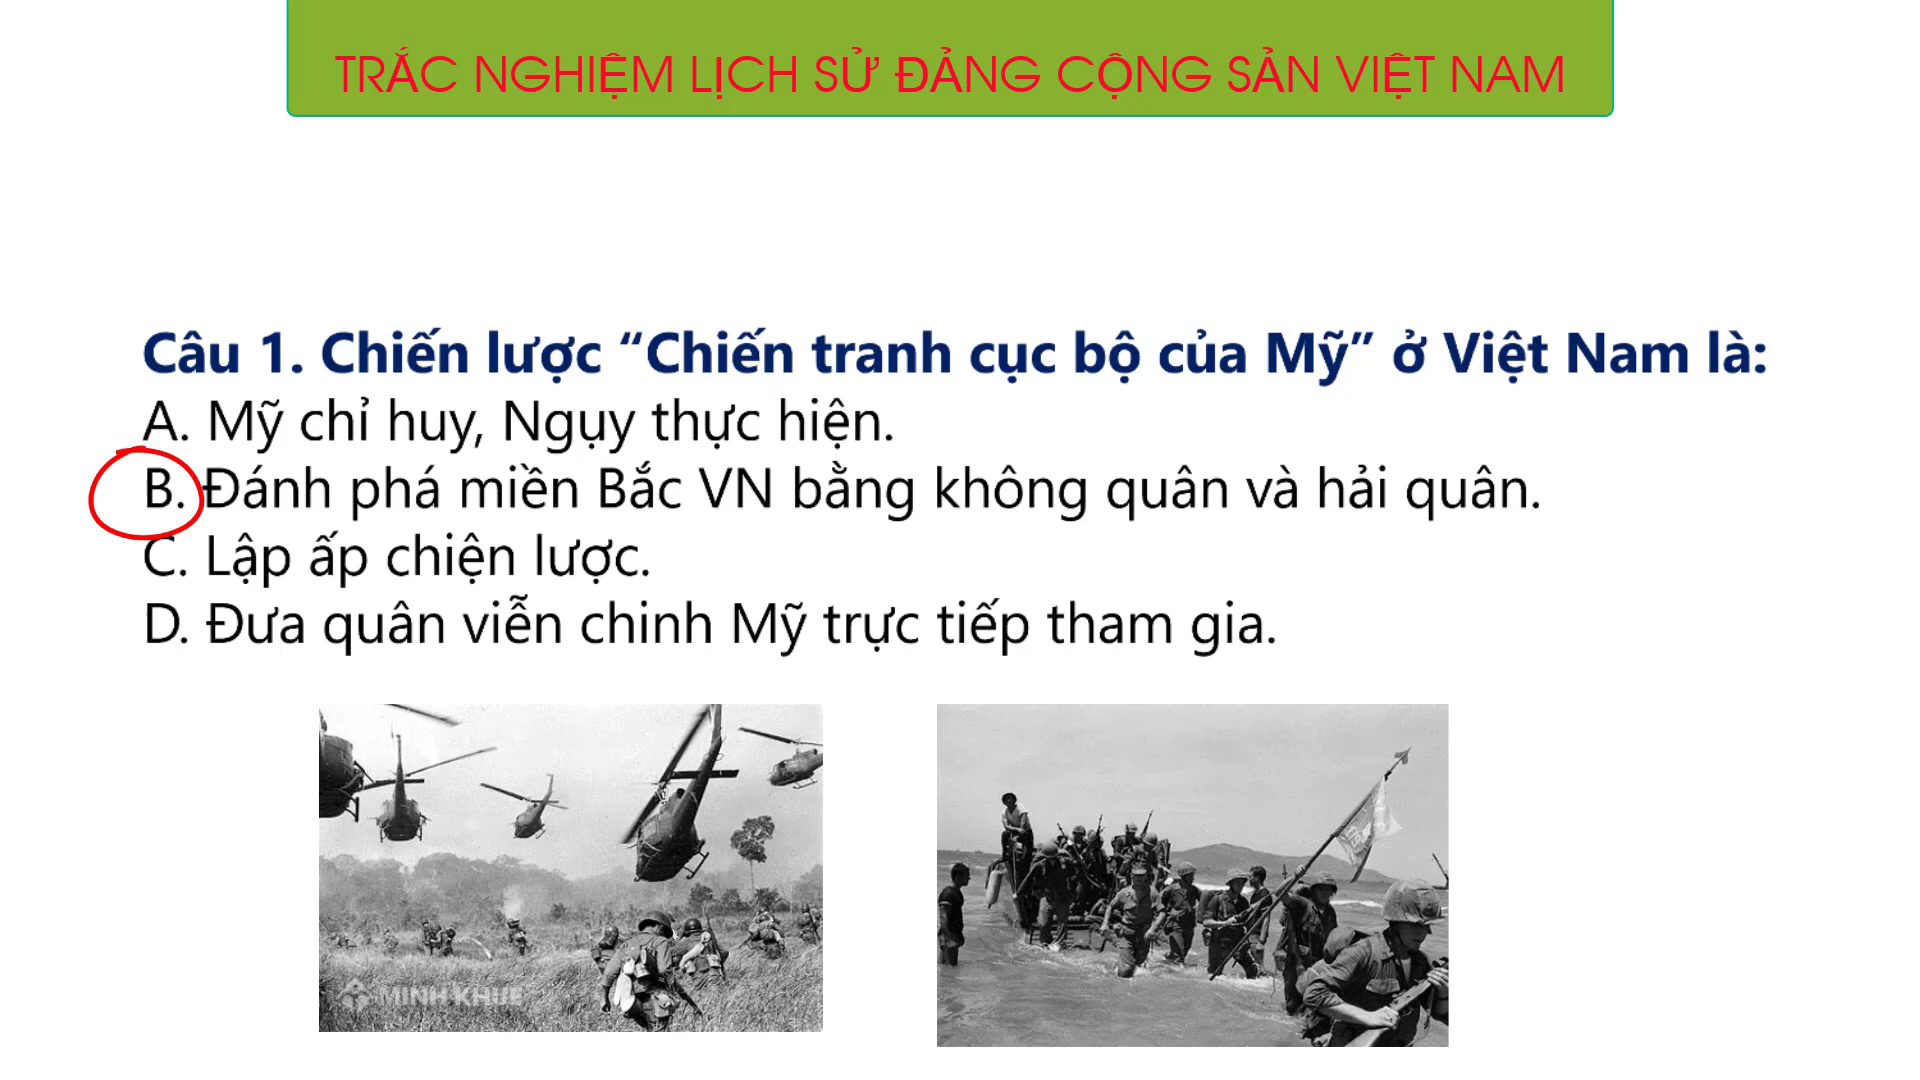 TRẮC NGHIỆM LỊCH SỬ ĐẢNG CỘNG SẢN VIỆT NAM
Câu 1. Chiến lược “Chiến tranh cục bộ của Mỹ” ở Việt Nam là:
A. Mỹ chỉ huy, Ngụy thực hiện.
B. Đánh phá miền Bắc VN bằng không quân và hải quân.
C. Lập ấp chiện lược.
D. Đưa quân viễn chinh Mỹ trực tiếp tham gia.
MINH KHUE